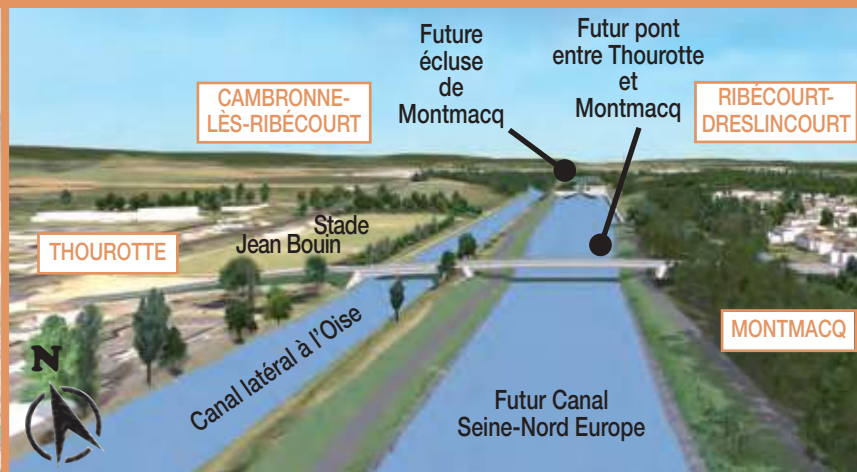 Future
écluse
de
Montmacq
Futur pont
entre Thourotte
et
Montmacq
CAMBRONNE-
LÈS-RIBÉCOURT
RIBÉCOURT-
DRESLINCOURT
Stade
Jean Bouin
THOUROTTE
MONTMACQ
Canal latéral à l'Oise
N
Futur Canal
Seine-Nord Europe